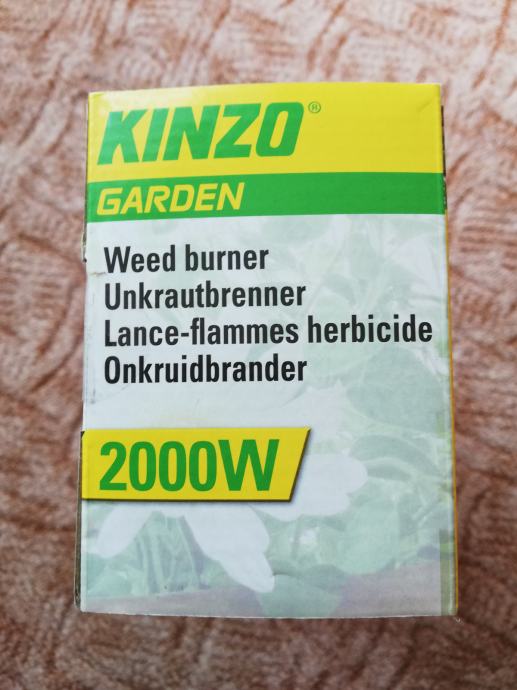 KINZO®
GARDEN
Weed burner
Unkrautbrenner
Lance-flammes herbicide
Onkruidbrander
2000W